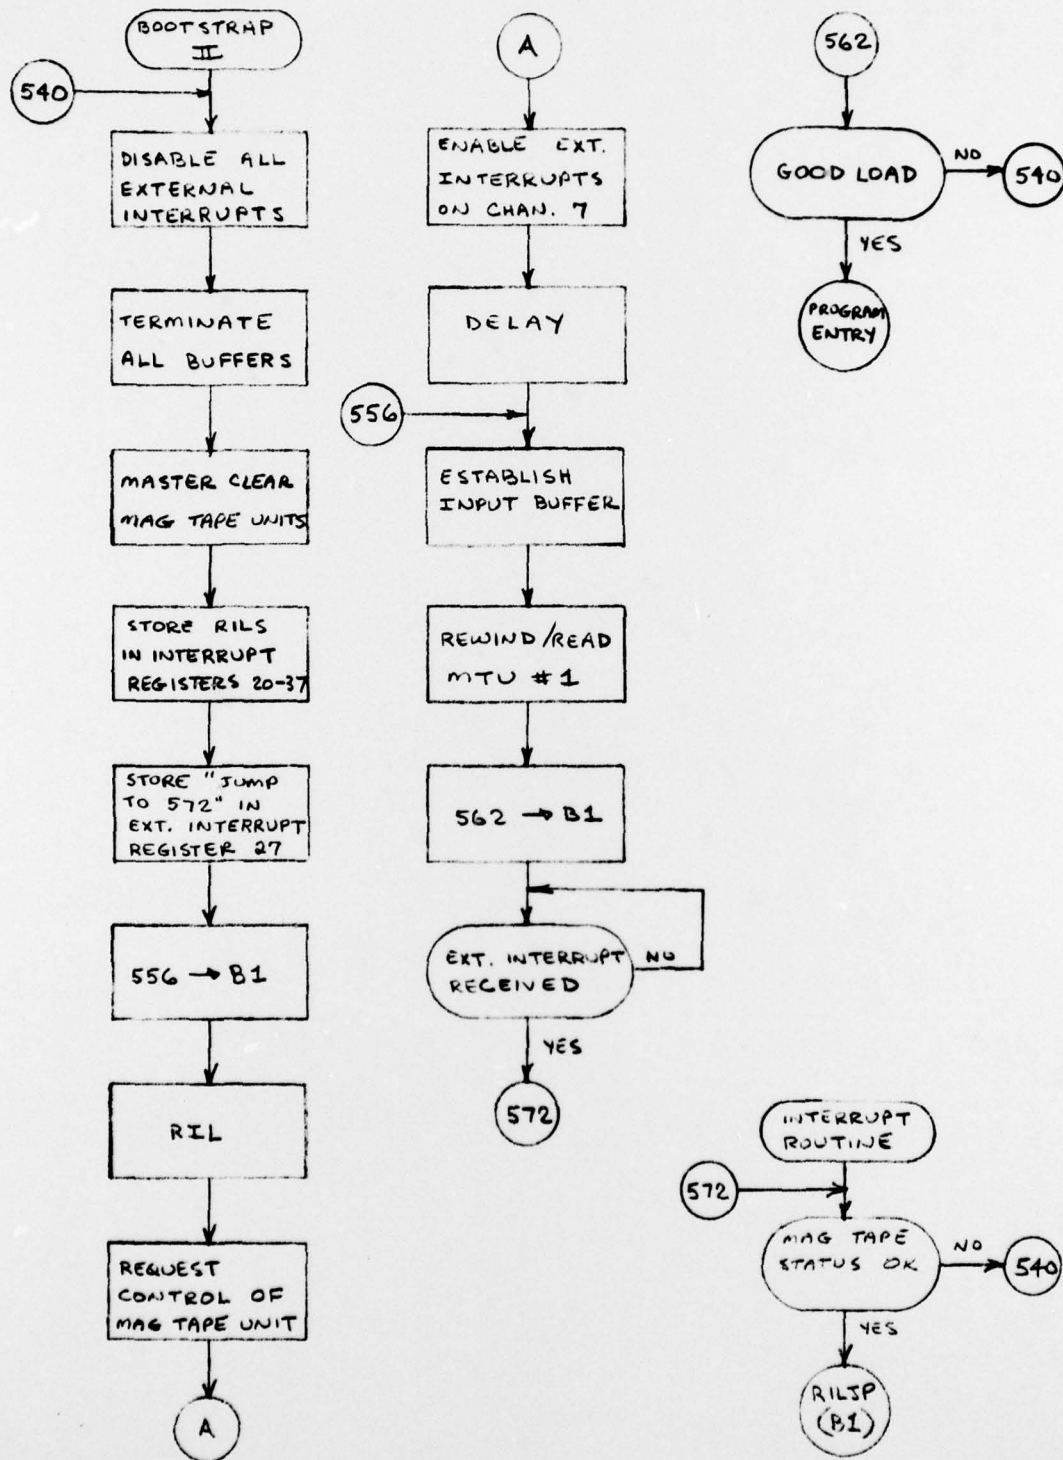 BOOTSTRAP
II
540
DISABLE ALL
EXTERNAL
INTERRUPTS
TERMINATE
ALL BUFFERS
MASTER CLEAR
MAG TAPE UNITS
STORE RILS
IN INTERRUPT
REGISTERS 20-37
STORE "JUMP
TO 572" IN
EXT. INTERRUPT
REGISTER 27
556 → B1
RIL
REQUEST
CONTROL OF
MAG TAPE UNIT
A
A
ENABLE EXT.
INTERRUPTS
ON CHAN. 7
DELAY
556
ESTABLISH
INPUT BUFFER
REWIND/READ
MTU #1
562 → B1
EXT. INTERRUPT
RECEIVED
NO
YES
572
562
GOOD LOAD
NO
540
YES
PROGRAM
ENTRY
INTERRUPT
ROUTINE
572
MAG TAPE
STATUS OK
NO
540
YES
RILJP
(B1)